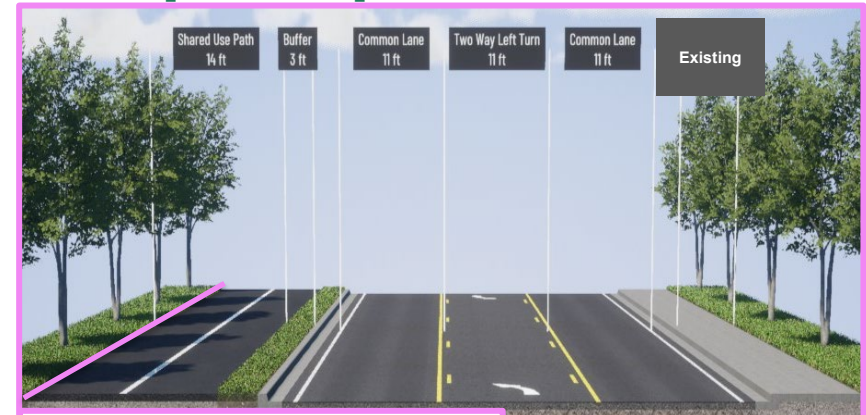 Shared Use Path
14 ft
Buffer
3 ft
Common Lane
11 ft
Two Way Left Turn
11 ft
Common Lane
11 ft
Existing